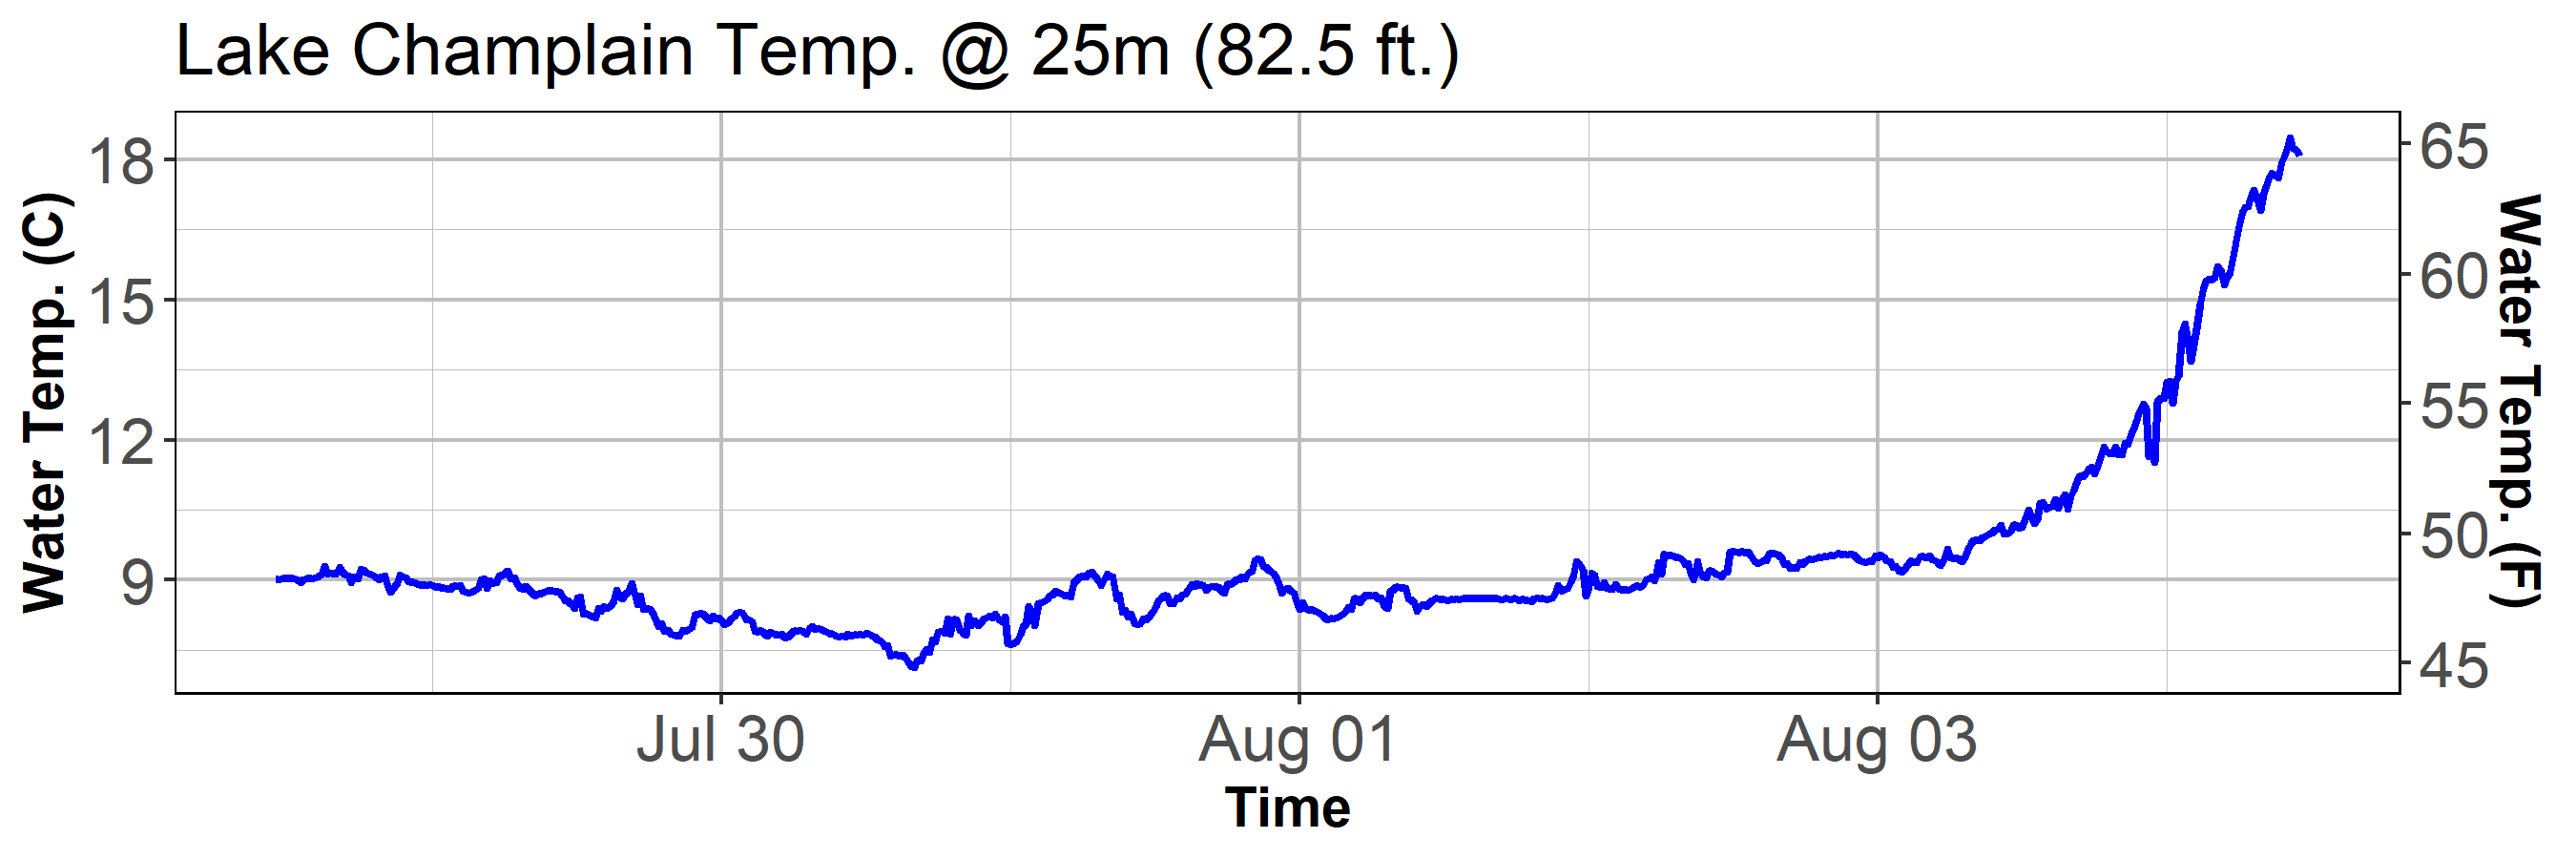 Lake Champlain Temp. @ 25m (82.5 ft.)
Water Temp. (C)
18
15
12
9
65
60
55
50
45
Water Temp. (F)
Jul 30
Aug 01
Aug 03
Time